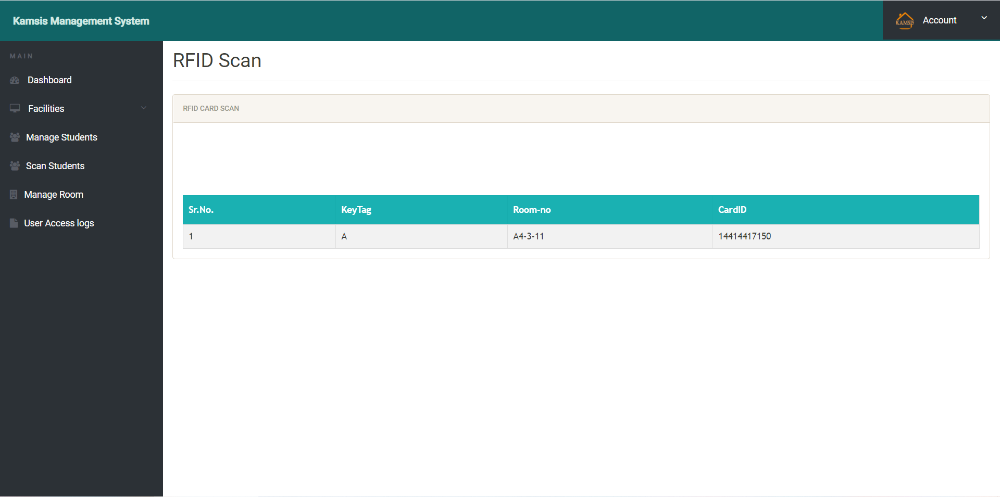 Kamsis Management System
KAMSIS
Account
MAIN
Dashboard
Facilities
Manage Students
Scan Students
Manage Room
User Access logs
RFID Scan
RFID CARD SCAN
Sr.No. KeyTag Room-no CardID
1 A A4-3-11 14414417150